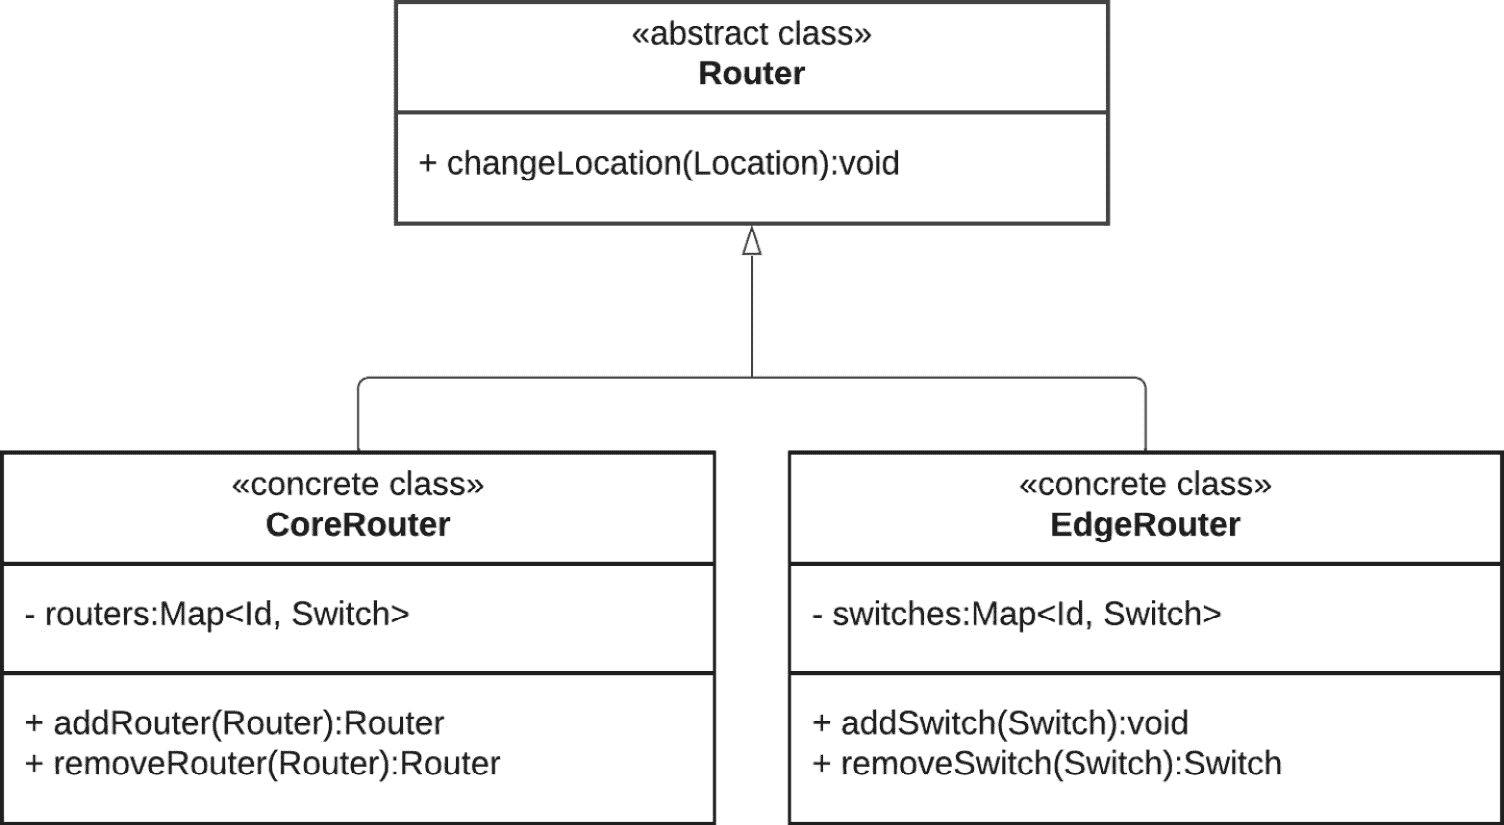 «abstract class»
Router
+ changeLocation(Location):void
«concrete class»
CoreRouter
- routers:Map<Id, Switch>
+ addRouter(Router):Router
+ removeRouter(Router):Router
«concrete class»
EdgeRouter
- switches:Map<Id, Switch>
+ addSwitch(Switch):void
+ removeSwitch(Switch):Switch